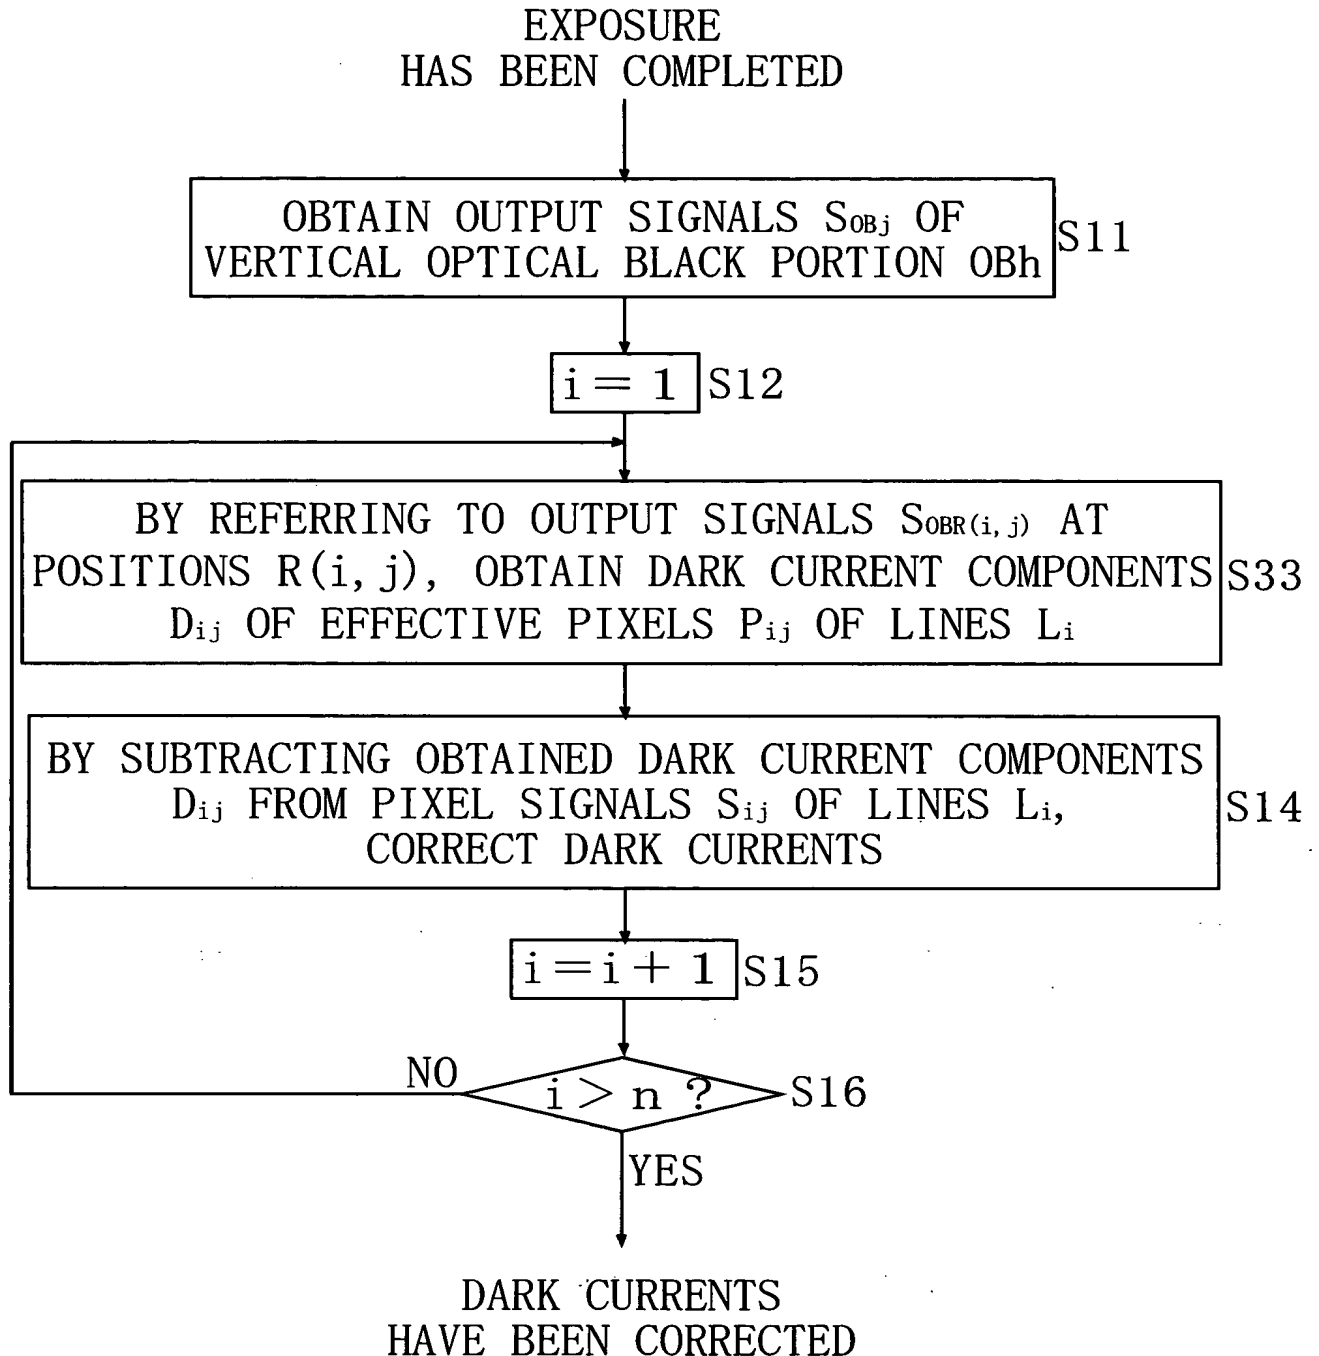 EXPOSURE
HAS BEEN COMPLETED
OBTAIN OUTPUT SIGNALS SOBj OF
VERTICAL OPTICAL BLACK PORTION OBh
S11
i = 1
S12
BY REFERRING TO OUTPUT SIGNALS SOBR(i, j) AT
POSITIONS R(i, j), OBTAIN DARK CURRENT COMPONENTS
Dij OF EFFECTIVE PIXELS Pij OF LINES Li
S33
BY SUBTRACTING OBTAINED DARK CURRENT COMPONENTS
Dij FROM PIXEL SIGNALS Sij OF LINES Li,
CORRECT DARK CURRENTS
S14
i = i + 1
S15
NO
i > n ?
S16
YES
DARK CURRENTS
HAVE BEEN CORRECTED